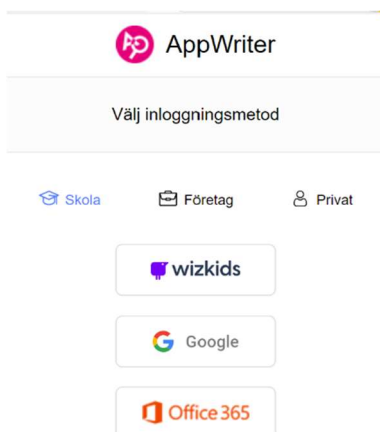 AppWriter
Välj inloggningsmetod
Skola Företag Privat
wizkids
Google
Office 365